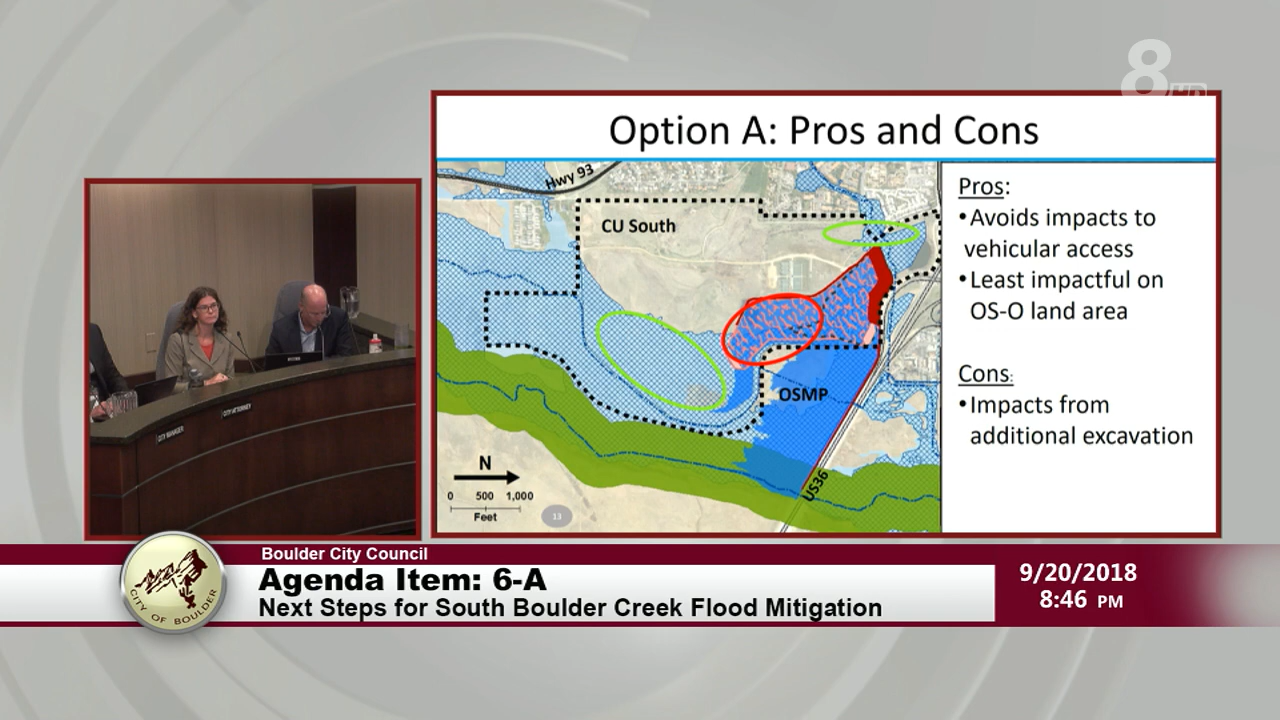 8
HD
Option A: Pros and Cons
Hwy 93
CU South
OSMP
US36
N
0 500 1,000
Feet
13
Pros:
•Avoids impacts to
vehicular access
•Least impactful on
OS-O land area
Cons:
•Impacts from
additional excavation
CITY MANAGER
CITY ATTORNEY
CITY OF BOULDER
Boulder City Council
Agenda Item: 6-A
Next Steps for South Boulder Creek Flood Mitigation
9/20/2018
8:46 PM